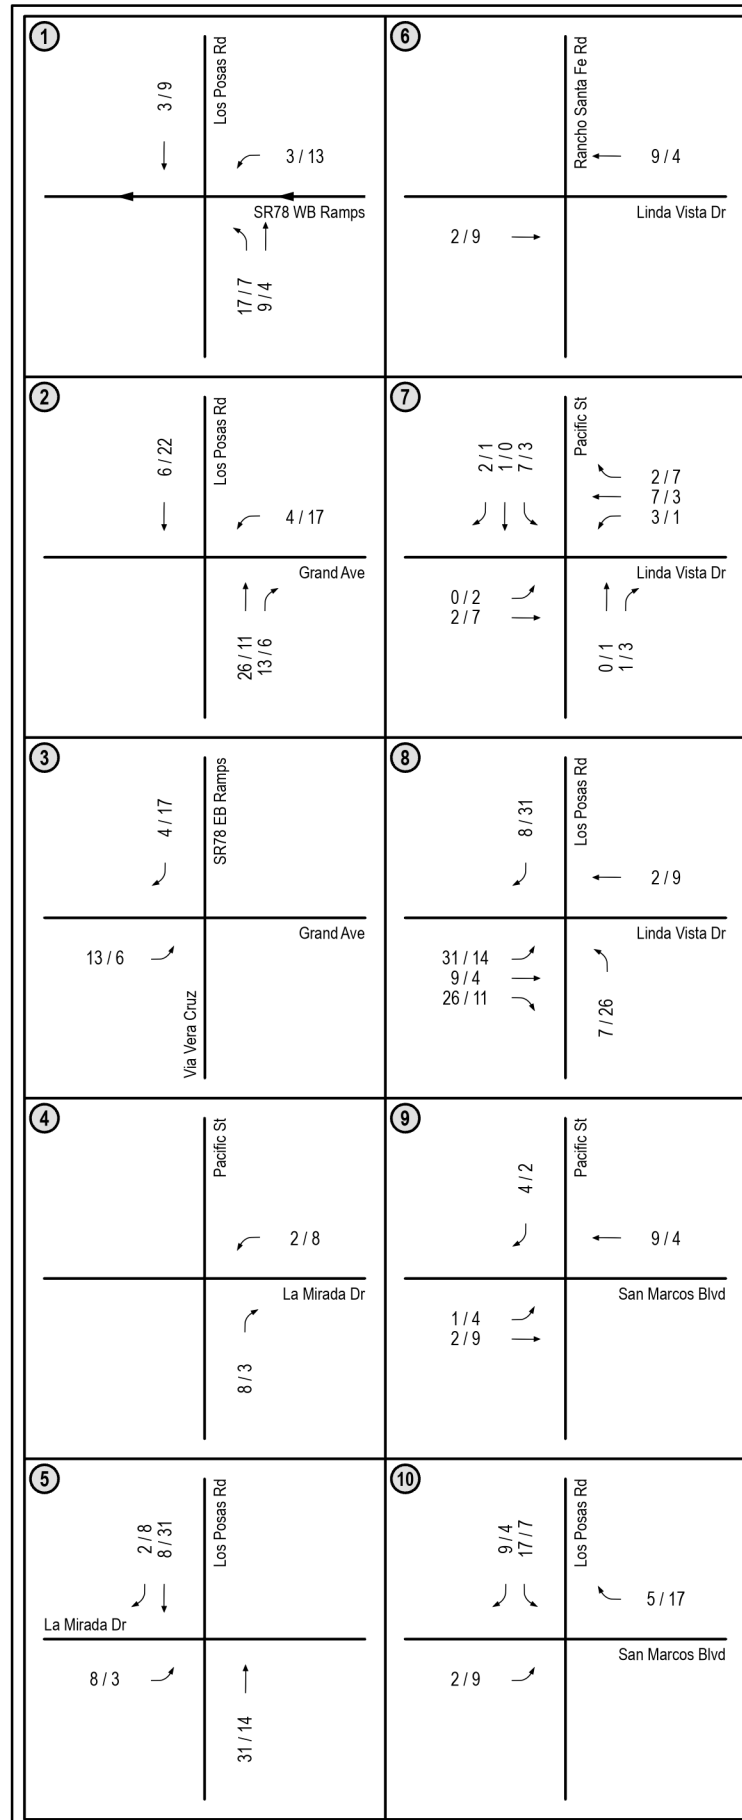 1
Los Posas Rd
3 / 9
3 / 13
SR78 WB Ramps
17 / 7
9 / 4
2
Los Posas Rd
6 / 22
4 / 17
Grand Ave
26 / 11
13 / 6
3
SR78 EB Ramps
4 / 17
Grand Ave
13 / 6
Via Vera Cruz
4
Pacific St
2 / 8
La Mirada Dr
8 / 3
5
Los Posas Rd
2 / 8
8 / 31
La Mirada Dr
8 / 3
31 / 14
6
Rancho Santa Fe Rd
9 / 4
Linda Vista Dr
2 / 9
7
Pacific St
2 / 1
1 / 0
7 / 3
2 / 7
7 / 3
3 / 1
Linda Vista Dr
0 / 2
2 / 7
0 / 1
1 / 3
8
Los Posas Rd
8 / 31
2 / 9
Linda Vista Dr
31 / 14
9 / 4
26 / 11
7 / 26
9
Pacific St
4 / 2
9 / 4
San Marcos Blvd
1 / 4
2 / 9
10
Los Posas Rd
9 / 4
17 / 7
5 / 17
San Marcos Blvd
2 / 9